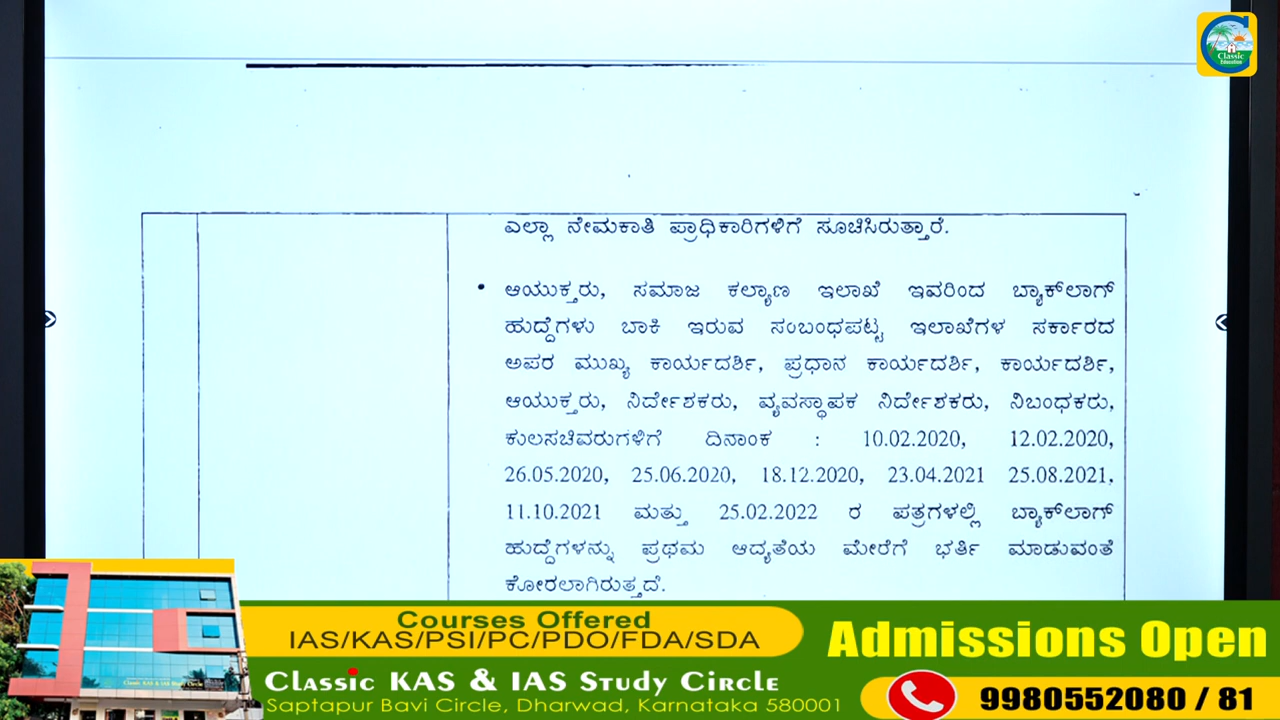 Classic
Education
ಎಲ್ಲಾ ನೇಮಕಾತಿ ಪ್ರಾಧಿಕಾರಿಗಳಿಗೆ ಸೂಚಿಸಿರುತ್ತಾರೆ.
• ಆಯುಕ್ತರು, ಸಮಾಜ ಕಲ್ಯಾಣ ಇಲಾಖೆ ಇವರಿಂದ ಬ್ಯಾಕ್‌ಲಾಗ್
ಹುದ್ದೆಗಳು ಬಾಕಿ ಇರುವ ಸಂಬಂಧಪಟ್ಟ ಇಲಾಖೆಗಳ ಸರ್ಕಾರದ
ಅಪರ ಮುಖ್ಯ ಕಾರ್ಯದರ್ಶಿ, ಪ್ರಧಾನ ಕಾರ್ಯದರ್ಶಿ, ಕಾರ್ಯದರ್ಶಿ,
ಆಯುಕ್ತರು, ನಿರ್ದೇಶಕರು, ವ್ಯವಸ್ಥಾಪಕ ನಿರ್ದೇಶಕರು, ನಿಬಂಧಕರು,
ಕುಲಸಚಿವರುಗಳಿಗೆ ದಿನಾಂಕ : 10.02.2020, 12.02.2020,
26.05.2020, 25.06.2020, 18.12.2020, 23.04.2021 25.08.2021,
11.10.2021 ಮತ್ತು 25.02.2022 ರ ಪತ್ರಗಳಲ್ಲಿ ಬ್ಯಾಕ್‌ಲಾಗ್
ಹುದ್ದೆಗಳನ್ನು ಪ್ರಥಮ ಆದ್ಯತೆಯ ಮೇರೆಗೆ ಭರ್ತಿ ಮಾಡುವಂತೆ
ಕೋರಲಾಗಿರುತ್ತದೆ.
Courses Offered
IAS/KAS/PSI/PC/PDO/FDA/SDA
Admissions Open
Classic KAS & IAS Study Circle
Saptapur Bavi Circle, Dharwad, Karnataka 580001
9980552080 / 81